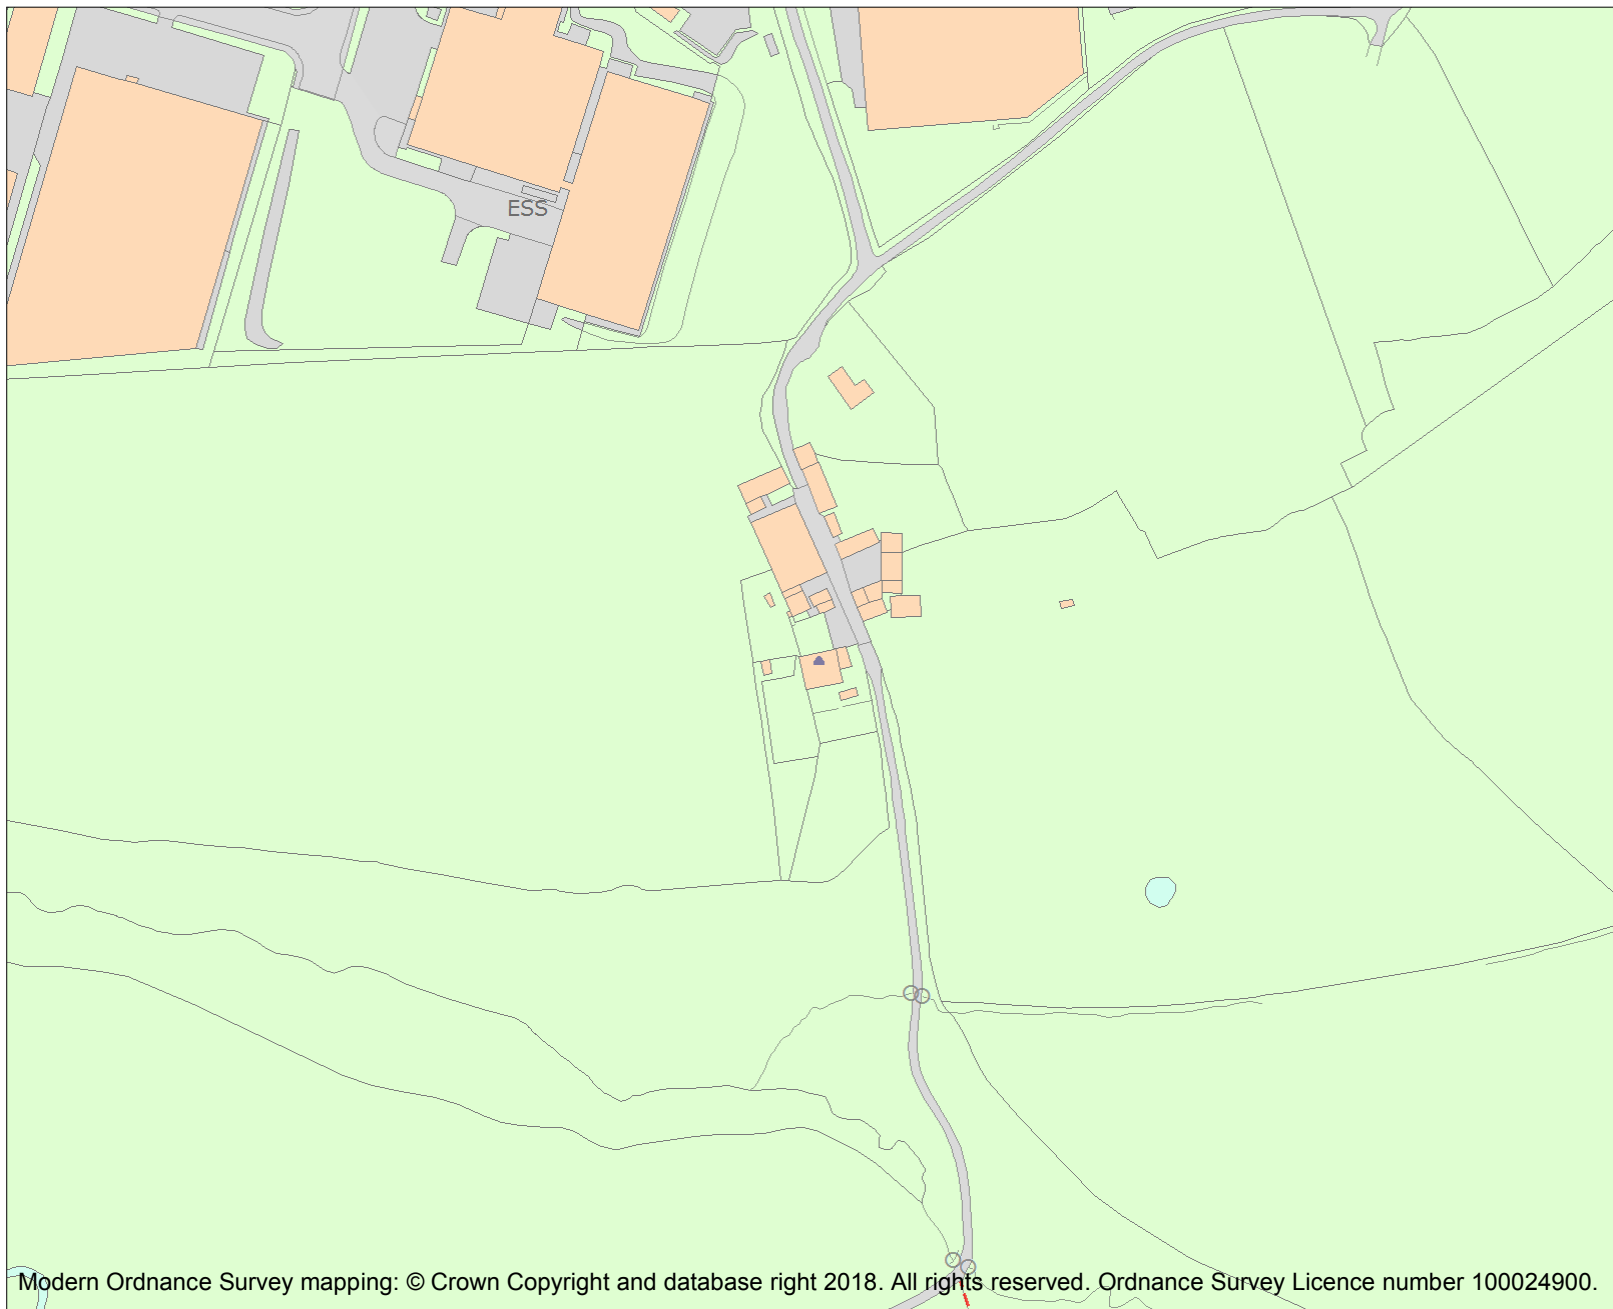 ESS
Modern Ordnance Survey mapping: © Crown Copyright and database right 2018. All rights reserved. Ordnance Survey Licence number 100024900.